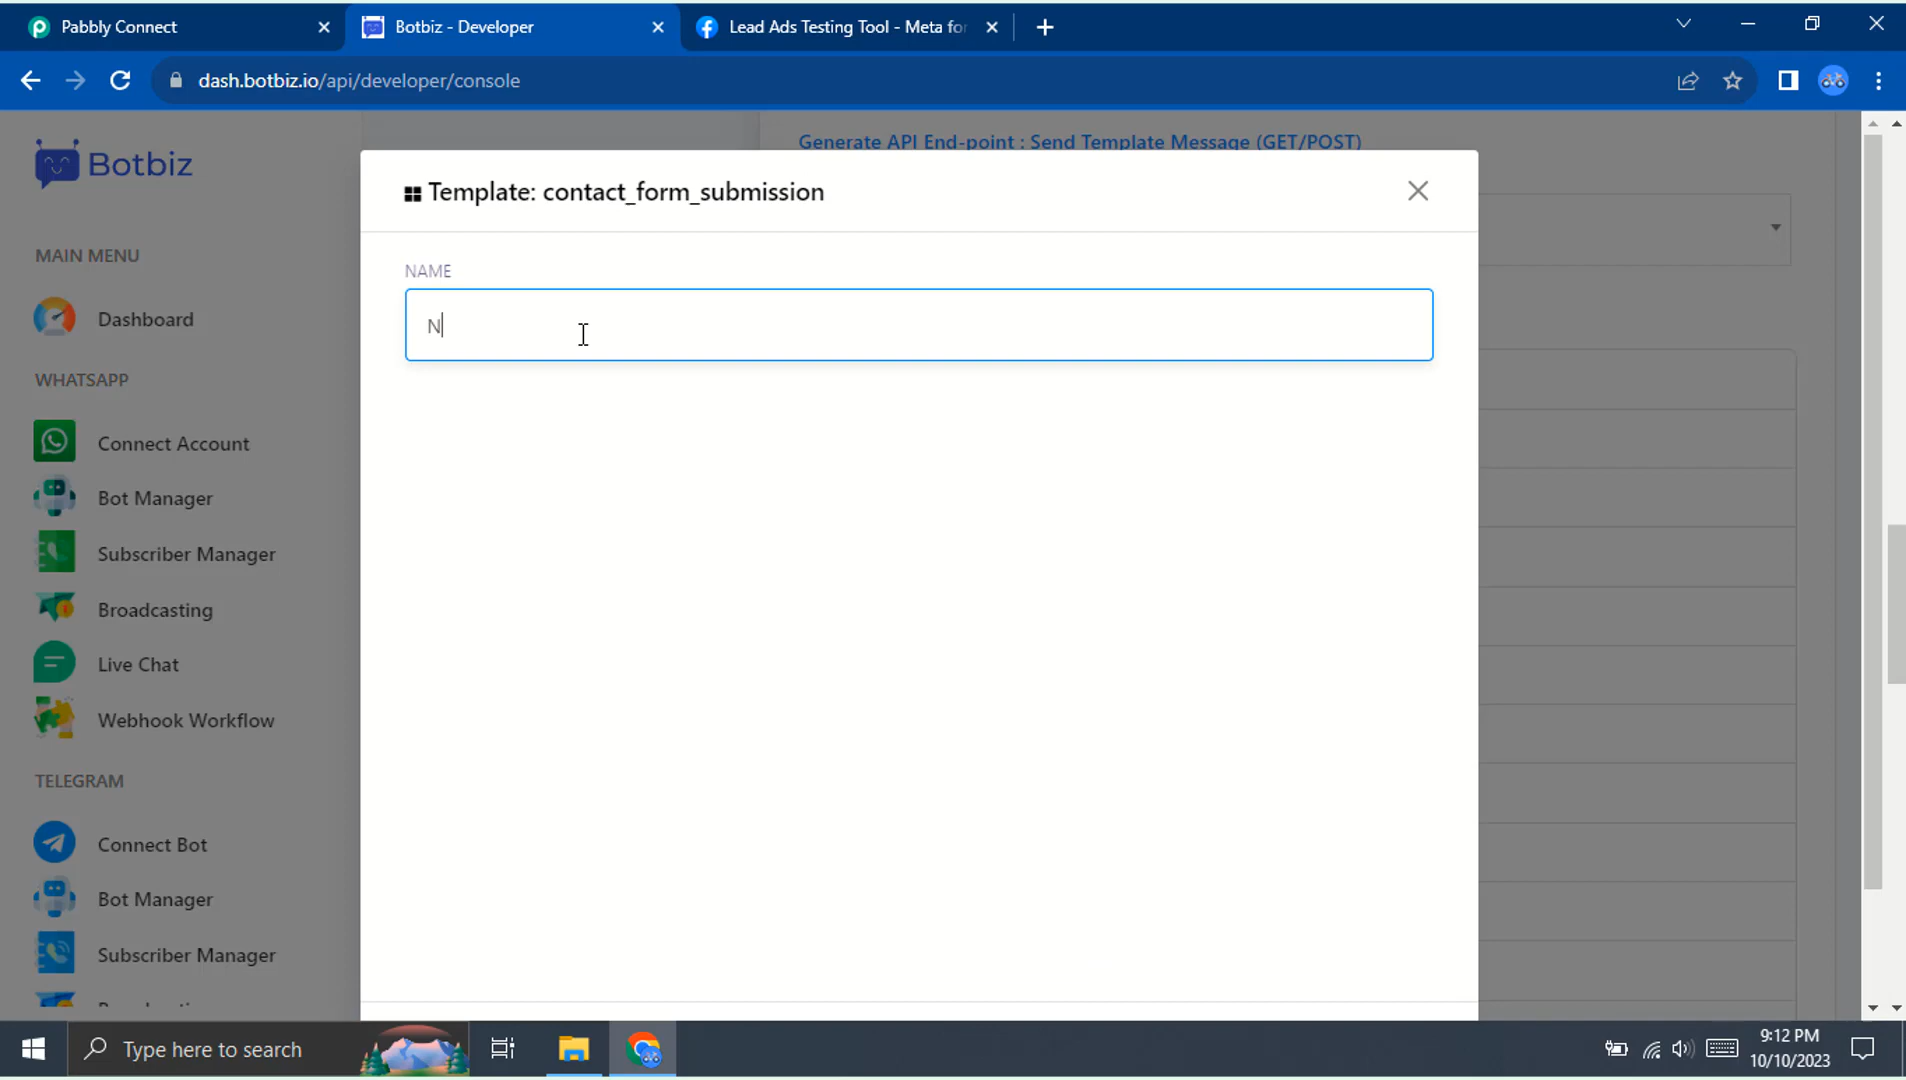 Pabbly Connect
Botbiz - Developer
Lead Ads Testing Tool - Meta for
dash.botbiz.io/api/developer/console
Botbiz
Generate API End-point : Send Template Message (GET/POST)
Template: contact_form_submission
MAIN MENU
NAME
N
Dashboard
WHATSAPP
Connect Account
Bot Manager
Subscriber Manager
Broadcasting
Live Chat
Webhook Workflow
TELEGRAM
Connect Bot
Bot Manager
Subscriber Manager
Type here to search
9:12 PM
10/10/2023